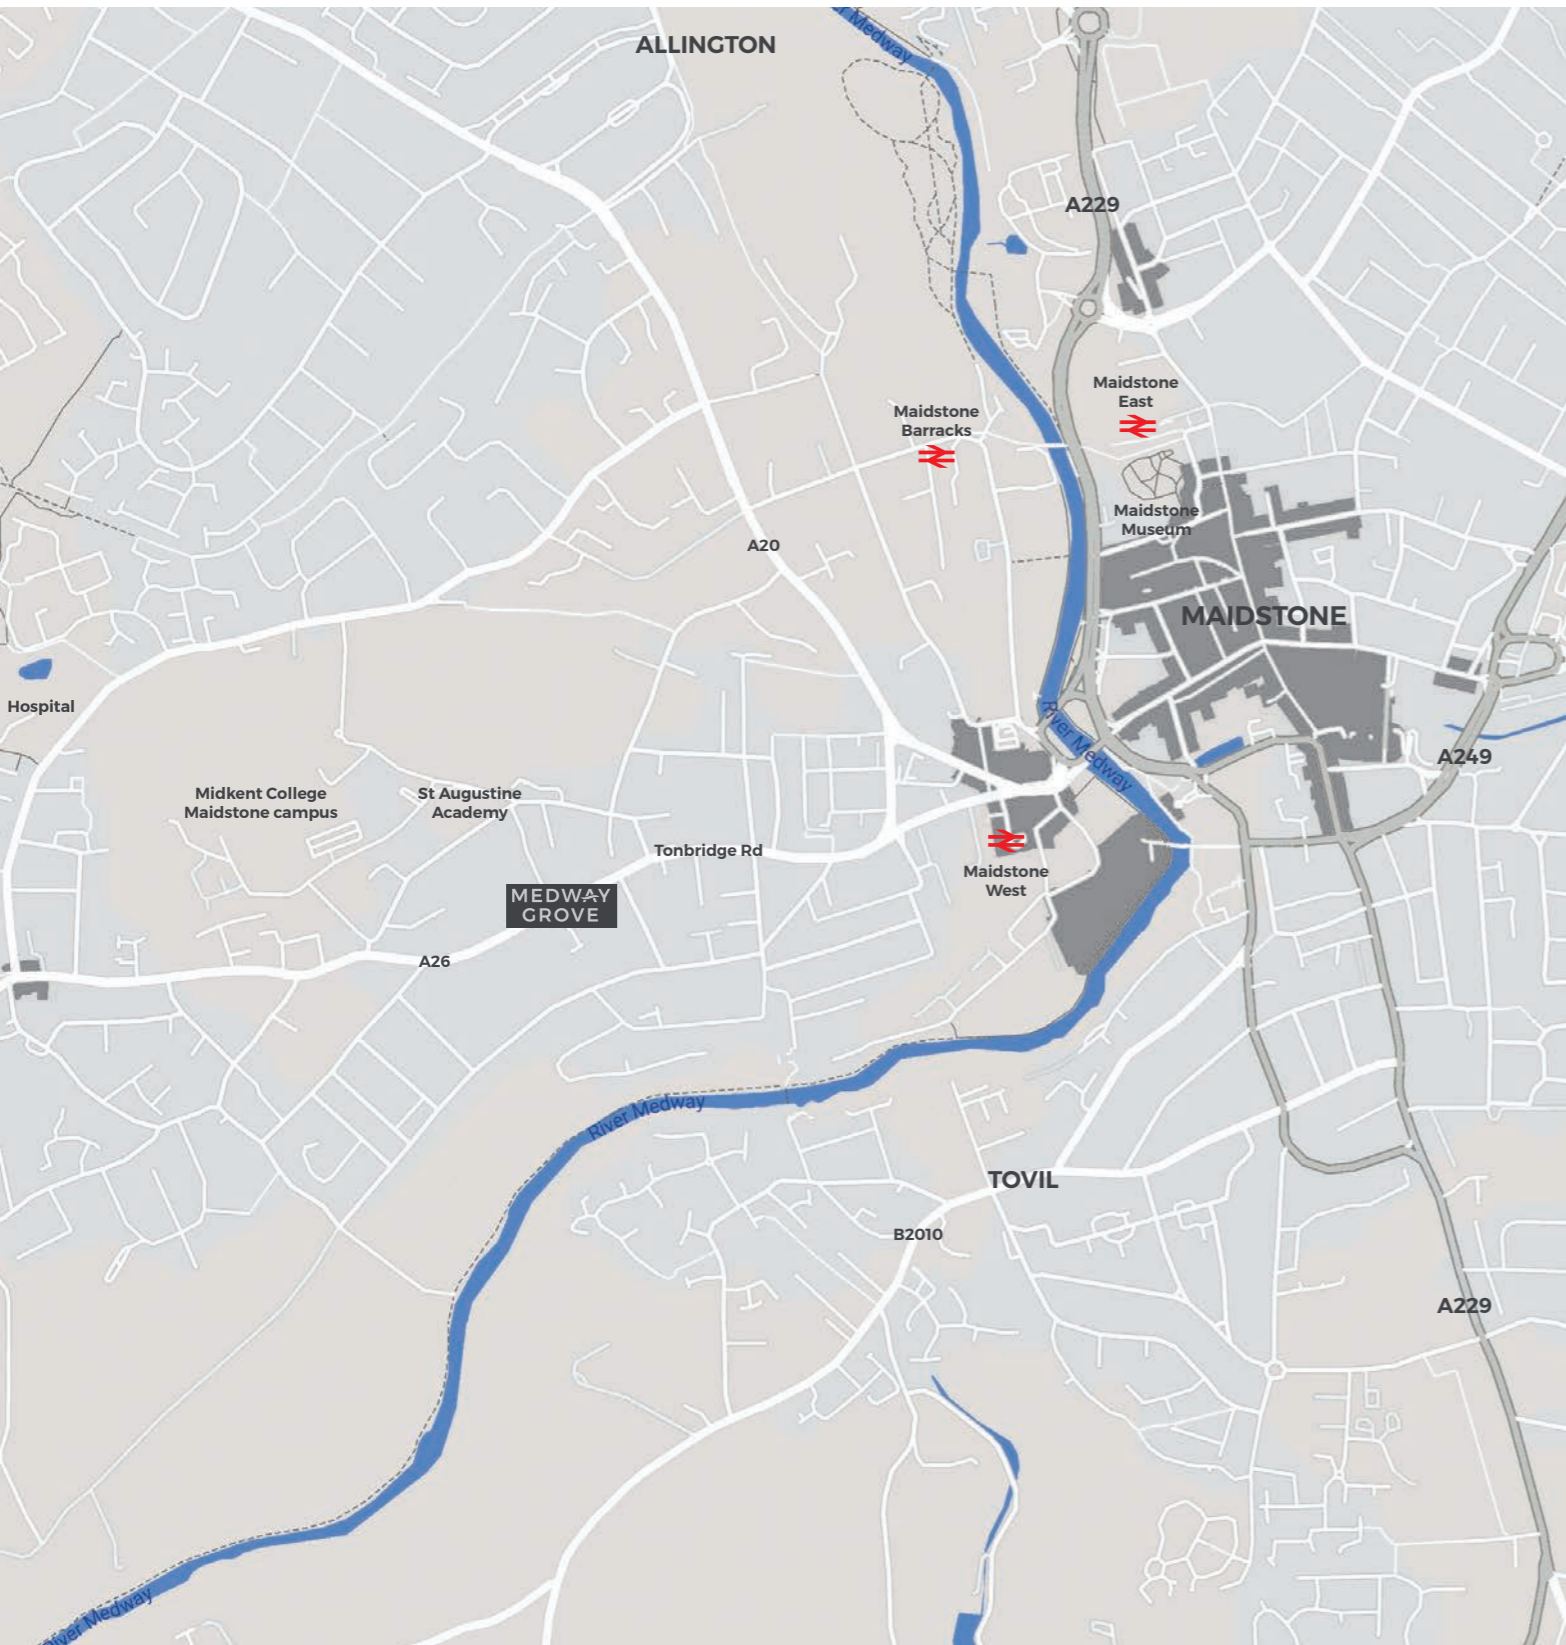 River Medway
ALLINGTON
A229
Maidstone
East
Maidstone
Barracks
Maidstone
Museum
A20
MAIDSTONE
Hospital
River Medway
A249
Midkent College
Maidstone campus
St Augustine
Academy
Tonbridge Rd
Maidstone
West
MEDWAY
GROVE
A26
River Medway
TOVIL
B2010
A229
River Medway